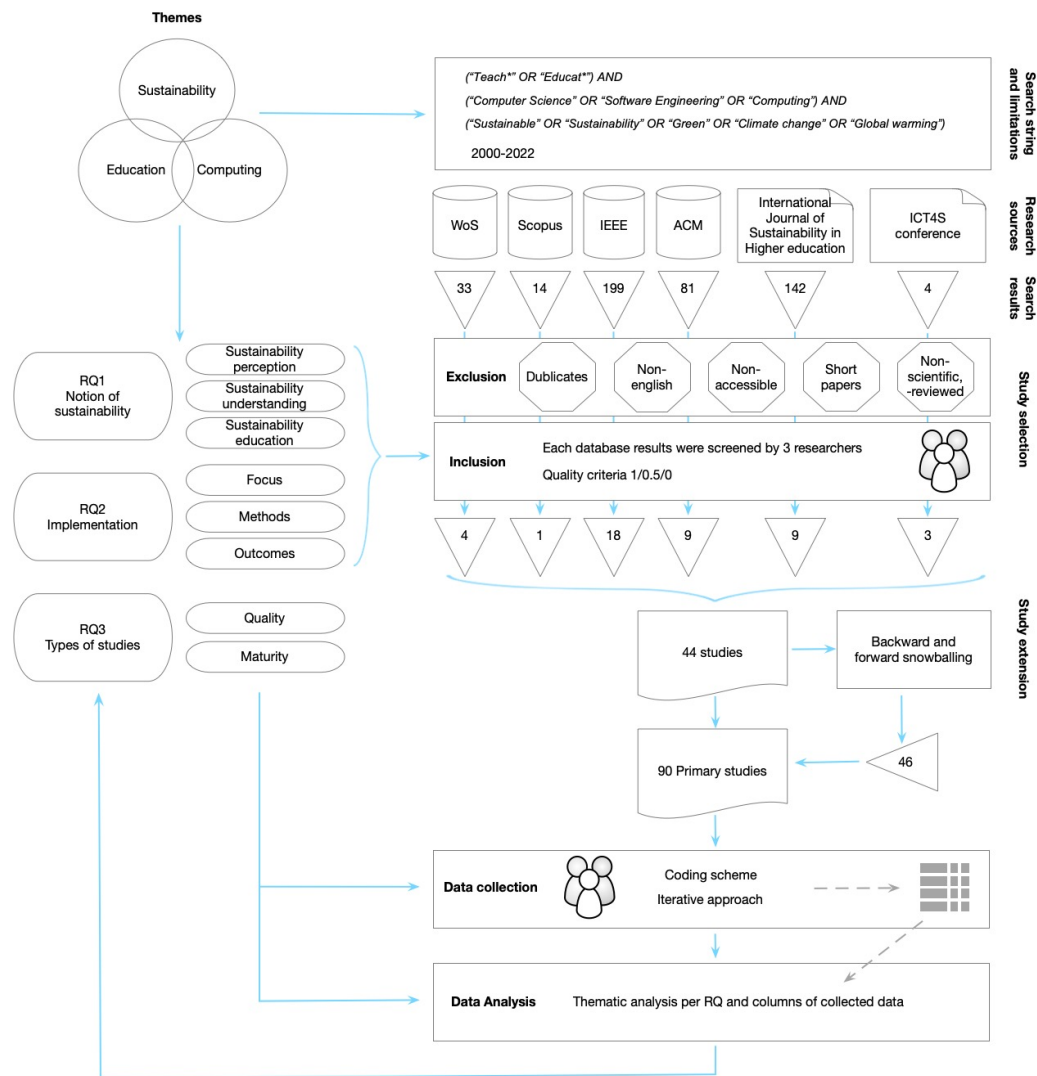 Themes
Sustainability
Education
Computing
("Teach*" OR "Educat*") AND
("Computer Science" OR "Software Engineering" OR "Computing") AND
("Sustainable" OR "Sustainability" OR "Green" OR "Climate change" OR "Global warming")
2000-2022
Search string
and limitations
WoS
Scopus
IEEE
ACM
International
Journal of
Sustainability in
Higher education
ICT4S
conference
Research
sources
33
14
199
81
142
4
Search
results
RQ1
Notion of
sustainability
Sustainability
perception
Sustainability
understanding
Sustainability
education
RQ2
Implementation
Focus
Methods
Outcomes
RQ3
Types of studies
Quality
Maturity
Exclusion
Dublicates
Non-
english
Non-
accessible
Short
papers
Non-
scientific,
-reviewed
Inclusion
Each database results were screened by 3 researchers
Quality criteria 1/0.5/0
Study selection
4
1
18
9
9
3
44 studies
Backward and
forward snowballing
46
90 Primary studies
Study extension
Data collection
Coding scheme
Iterative approach
Data Analysis
Thematic analysis per RQ and columns of collected data